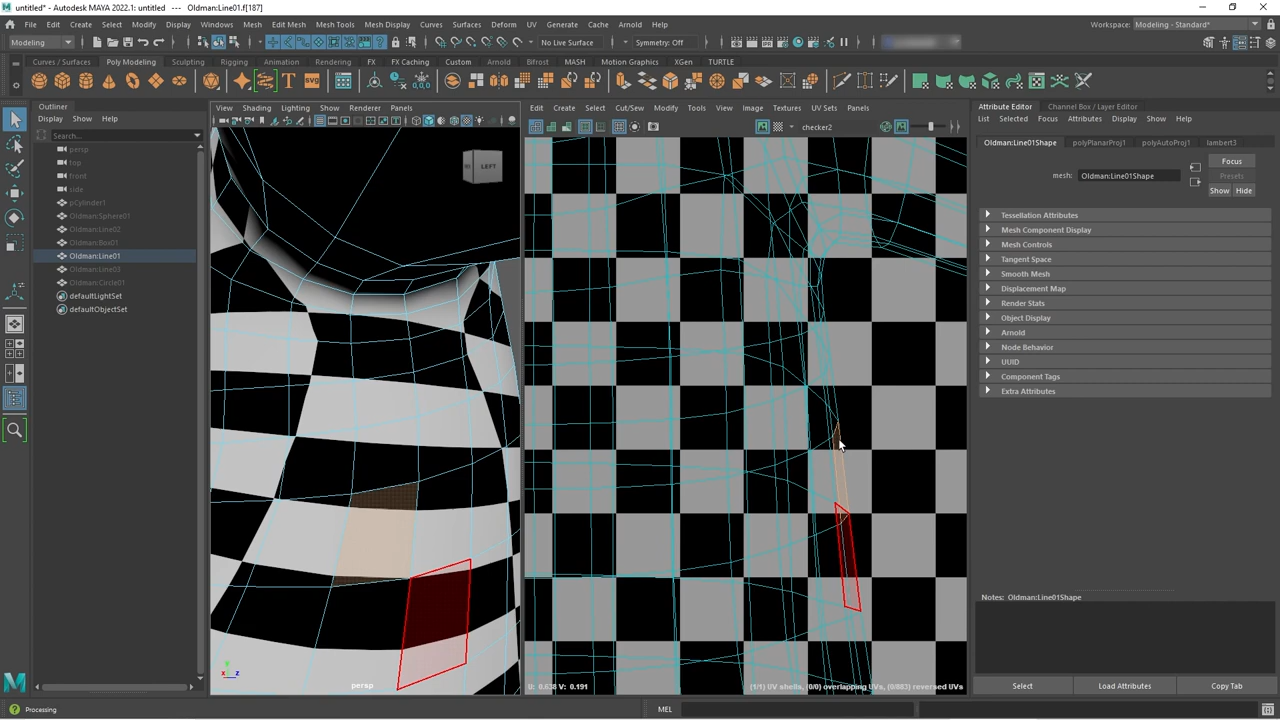 untitled* - Autodesk MAYA 2022.1: untitled   ---   Oldman:Line01.f[187]
File Edit Create Select Modify Display Windows Mesh Edit Mesh Mesh Tools Mesh Display Curves Surfaces Deform UV Generate Cache Arnold Help
Workspace: Modeling - Standard*
Modeling
No Live Surface
Symmetry: Off
Curves / Surfaces Poly Modeling Sculpting Rigging Animation Rendering FX FX Caching Custom Arnold Bifrost MASH Motion Graphics XGen TURTLE
Outliner
Display Show Help
Search...
persp
top
front
side
pCylinder1
Oldman:Sphere01
Oldman:Line02
Oldman:Box01
Oldman:Line01
Oldman:Line03
Oldman:Circle01
defaultLightSet
defaultObjectSet
View Shading Lighting Show Renderer Panels
LEFT
persp
Edit Create Select Cut/Sew Modify Tools View Image Textures UV Sets Panels
checker2
U: 0.638 V: 0.191
(1/1) UV shells, (0/0) overlapping UVs, (0/883) reversed UVs
Attribute Editor Channel Box / Layer Editor
List Selected Focus Attributes Display Show Help
Oldman:Line01Shape polyPlanarProj1 polyAutoProj1 lambert3
mesh: Oldman:Line01Shape
Focus
Presets
Show Hide
Tessellation Attributes
Mesh Component Display
Mesh Controls
Tangent Space
Smooth Mesh
Displacement Map
Render Stats
Object Display
Arnold
Node Behavior
UUID
Component Tags
Extra Attributes
Notes: Oldman:Line01Shape
Select Load Attributes Copy Tab
Processing
MEL